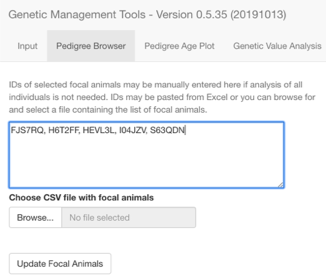 Genetic Management Tools - Version 0.5.35 (20191013)
Input Pedigree Browser Pedigree Age Plot Genetic Value Analysis
IDs of selected focal animals may be manually entered here if analysis of all
individuals is not needed. IDs may be pasted from Excel or you can browse for
and select a file containing the list of focal animals.
FJS7RQ, H6T2FF, HEVL3L, I04JZV, S63QDN
Choose CSV file with focal animals
Browse... No file selected
Update Focal Animals